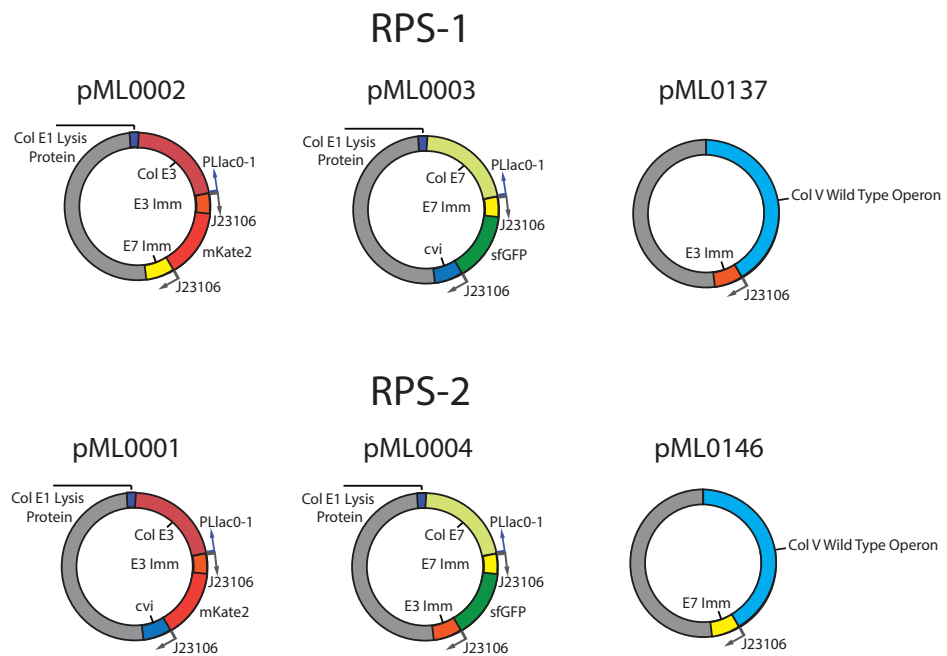 RPS-1
pML0002
pML0003
pML0137
Col E1 Lysis
Protein
Col E3
PLlac0-1
E3 Imm
J23106
E7 Imm
mKate2
J23106
Col E1 Lysis
Protein
Col E7
PLlac0-1
E7 Imm
J23106
cvi
sfGFP
J23106
Col V Wild Type Operon
E3 Imm
J23106
RPS-2
pML0001
pML0004
pML0146
Col E1 Lysis
Protein
Col E3
PLlac0-1
E3 Imm
J23106
cvi
mKate2
J23106
Col E1 Lysis
Protein
Col E7
PLlac0-1
E7 Imm
J23106
E3 Imm
sfGFP
J23106
Col V Wild Type Operon
E7 Imm
J23106